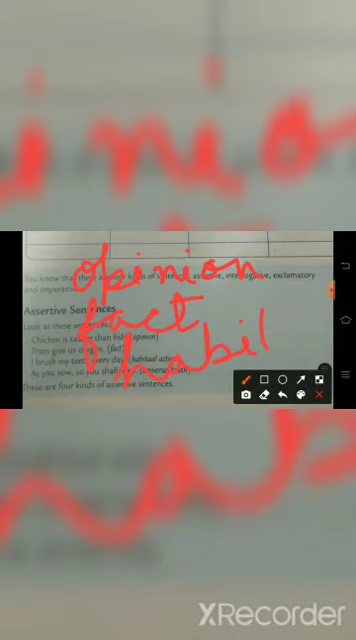 You know that there are four kinds of sentences, assertive, interrogative, exclamatory
and imperative
opinion
Assertive Sentences
fact
Look at these sentences
Chicken is tastier than fish. (opinion)
Trees give us oxygen. (fact)
habil
I brush my teeth every day. (habitual action)
As you sow, so you shall reap. (universal truth)
These are four kinds of assertive sentences.
XRecorder